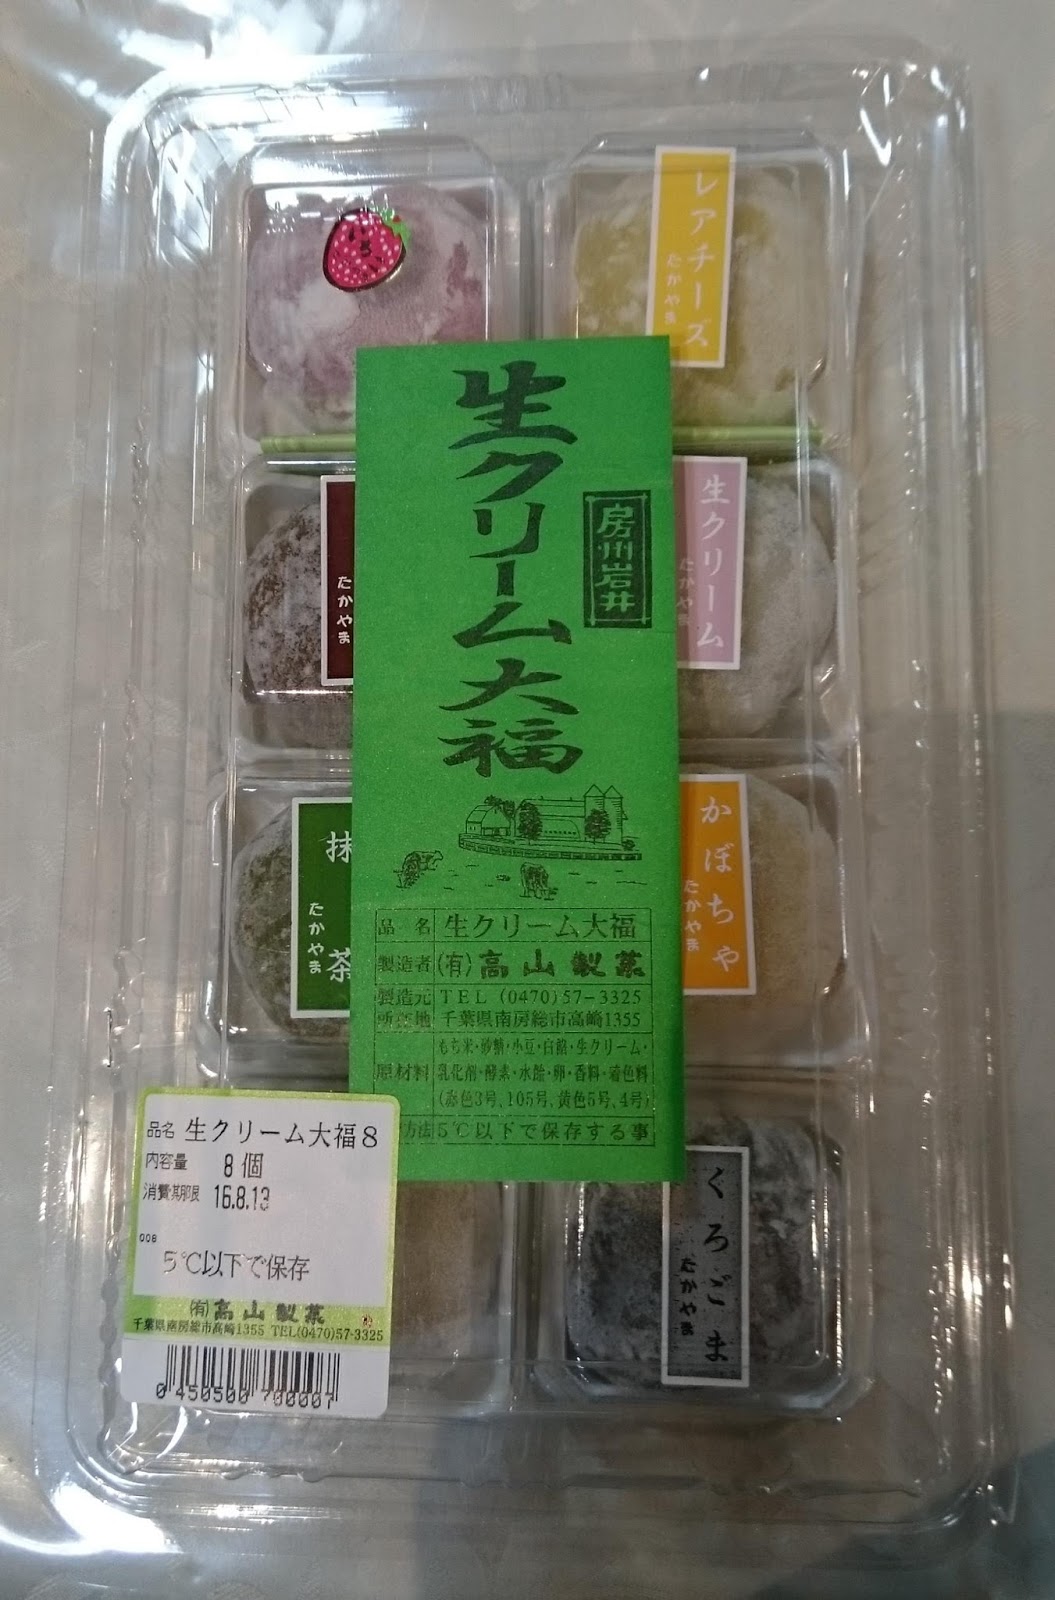 いちご
レアチーズ
たかやま
生クリーム大福
房州岩井
たかやま
生クリーム
たかやま
抹茶
たかやま
かぼちゃ
たかやま
品名 生クリーム大福
製造者 (有)高山製菓
製造元 TEL (0470)57-3325
所在地 千葉県南房総市高崎1355
原材料 もち米・砂糖・小豆・白餡・生クリーム・
乳化剤・酵素・水飴・卵・香料・着色料
(赤色3号、105号、黄色5号、4号)
方法 5℃以下で保存する事
くろごま
たかやま
品名 生クリーム大福8
内容量 8個
消費期限 16.8.13
008
5℃以下で保存
(有)高山製菓
千葉県南房総市高崎1355 TEL(0470)57-3325
0 450500 700007